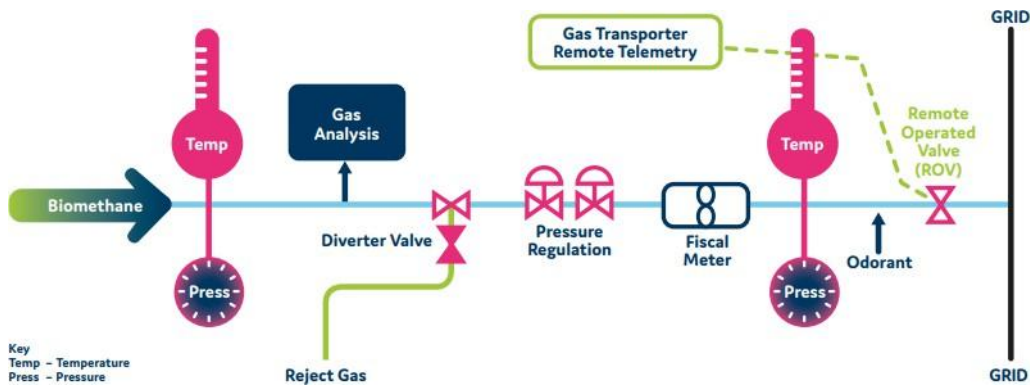 GRID
Gas Transporter
Remote Telemetry
Gas
Analysis
Temp
Temp
Remote
Operated
Valve
(ROV)
Biomethane
Diverter Valve
Pressure
Regulation
Fiscal
Meter
Odorant
Press
Press
Key
Temp – Temperature
Press – Pressure
Reject Gas
GRID